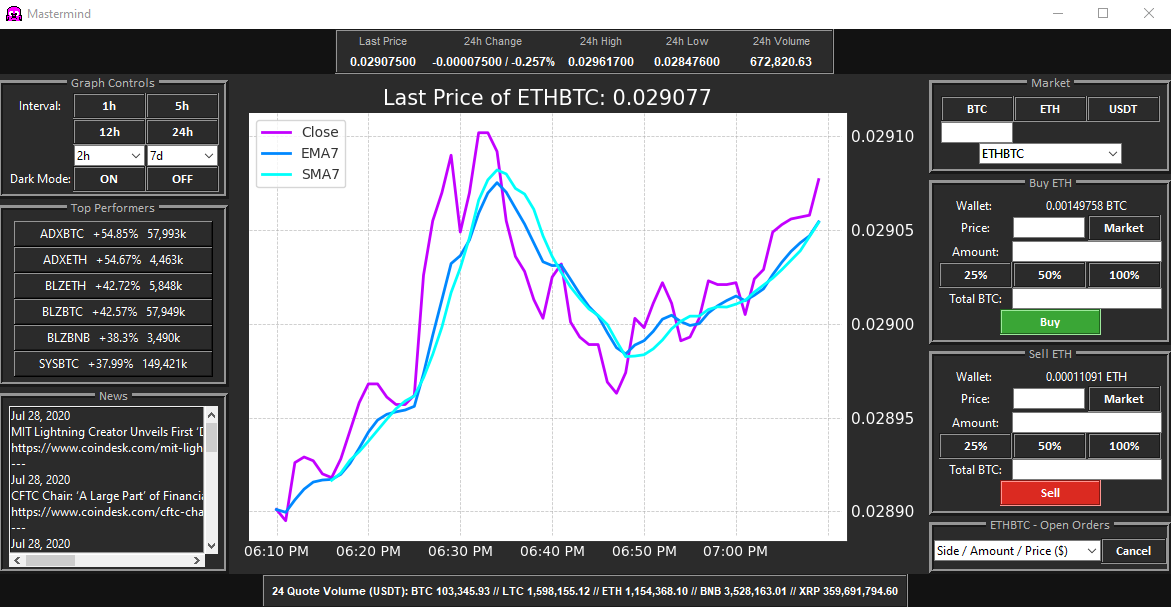 Mastermind
Last Price 24h Change 24h High 24h Low 24h Volume
0.02907500 -0.00007500 / -0.257% 0.02961700 0.02847600 672,820.63
Graph Controls
Interval: 1h 5h
12h 24h
2h 7d
Dark Mode: ON OFF
Top Performers
ADXBTC +54.85% 57,993k
ADXETH +54.67% 4,463k
BLZETH +42.72% 5,848k
BLZBTC +42.57% 57,949k
BLZBNB +38.3% 3,490k
SYSBTC +37.99% 149,421k
News
Jul 28, 2020
MIT Lightning Creator Unveils First
https://www.coindesk.com/mit-ligh
---
Jul 28, 2020
CFTC Chair: ‘A Large Part’ of Financia
https://www.coindesk.com/cftc-cha
---
Jul 28, 2020
Last Price of ETHBTC: 0.029077
Close
EMA7
SMA7
0.02910
0.02905
0.02900
0.02895
0.02890
06:10 PM 06:20 PM 06:30 PM 06:40 PM 06:50 PM 07:00 PM
Market
BTC ETH USDT
ETHBTC
Buy ETH
Wallet: 0.00149758 BTC
Price: Market
Amount:
25% 50% 100%
Total BTC:
Buy
Sell ETH
Wallet: 0.00011091 ETH
Price: Market
Amount:
25% 50% 100%
Total BTC:
Sell
ETHBTC - Open Orders
Side / Amount / Price ($) Cancel
24 Quote Volume (USDT): BTC 103,345.93 // LTC 1,598,155.12 // ETH 1,154,368.10 // BNB 3,528,163.01 // XRP 359,691,794.60